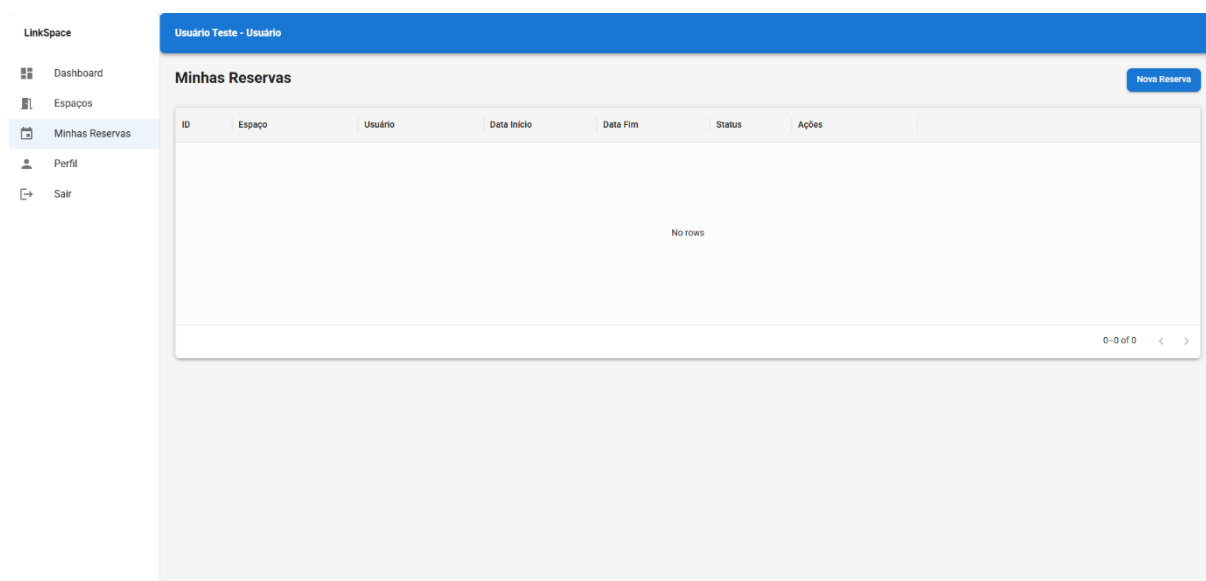 LinkSpace
Usuário Teste - Usuário
Dashboard
Espaços
Minhas Reservas
Perfil
Sair
Minhas Reservas
Nova Reserva
ID Espaço Usuário Data Início Data Fim Status Ações
No rows
0–0 of 0